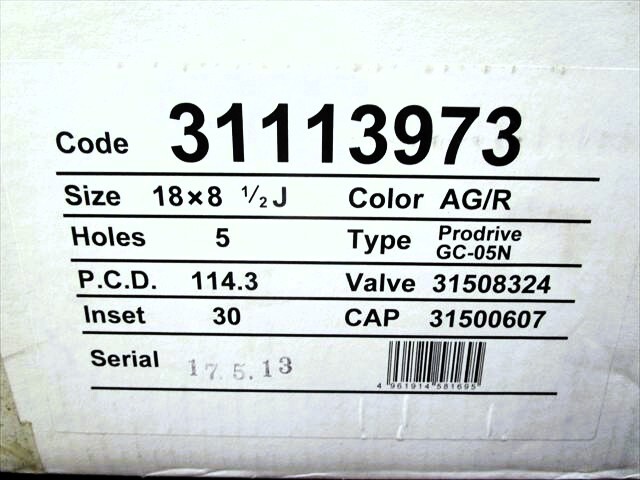 Code 31113973
Size 18×8 1/2 J Color AG/R
Holes 5 Type Prodrive
GC-05N
P.C.D. 114.3 Valve 31508324
Inset 30 CAP 31500607
Serial 17.5.13
4 961914 581695